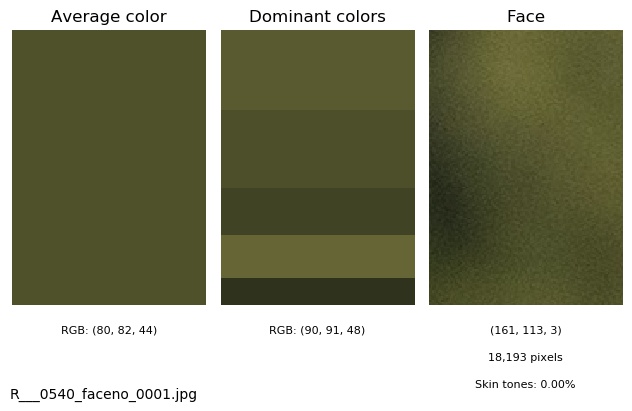 Average color
Dominant colors
Face
RGB: (80, 82, 44)
RGB: (90, 91, 48)
(161, 113, 3)
18,193 pixels
Skin tones: 0.00%
R___0540_faceno_0001.jpg